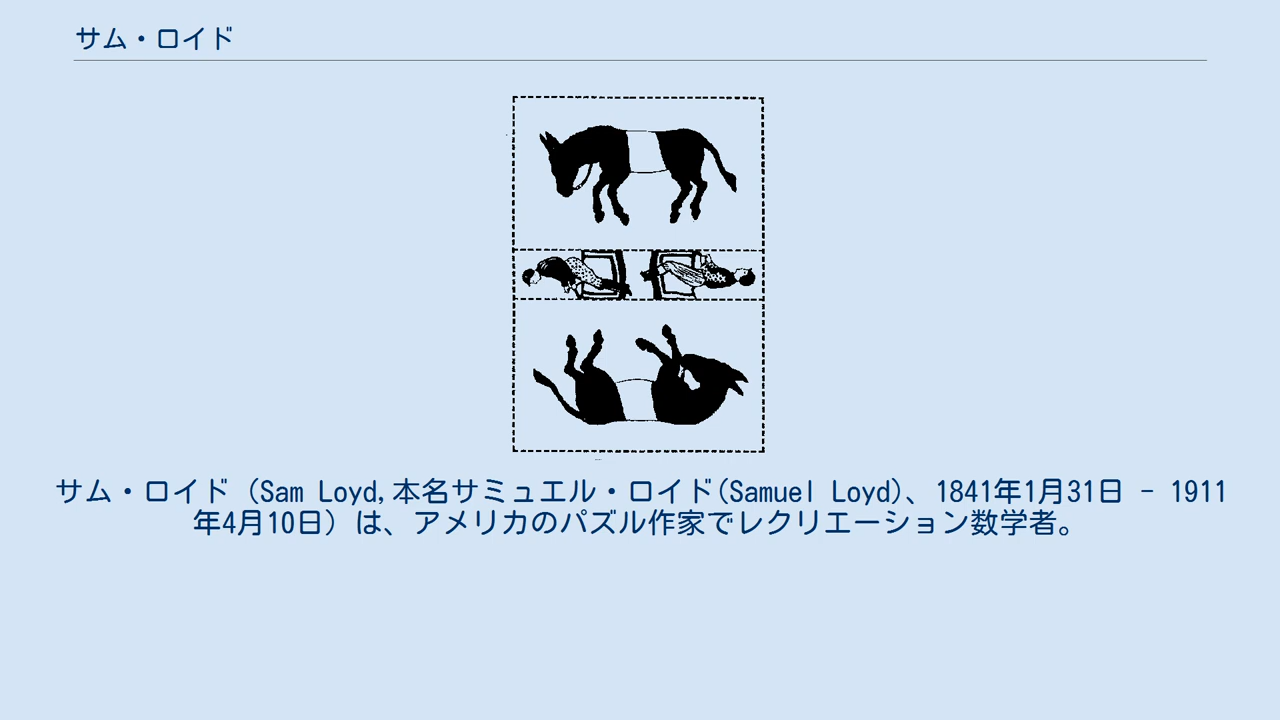 サム・ロイド
サム・ロイド（Sam Loyd,本名サミュエル・ロイド(Samuel Loyd)、1841年1月31日 - 1911
年4月10日）は、アメリカのパズル作家でレクリエーション数学者。